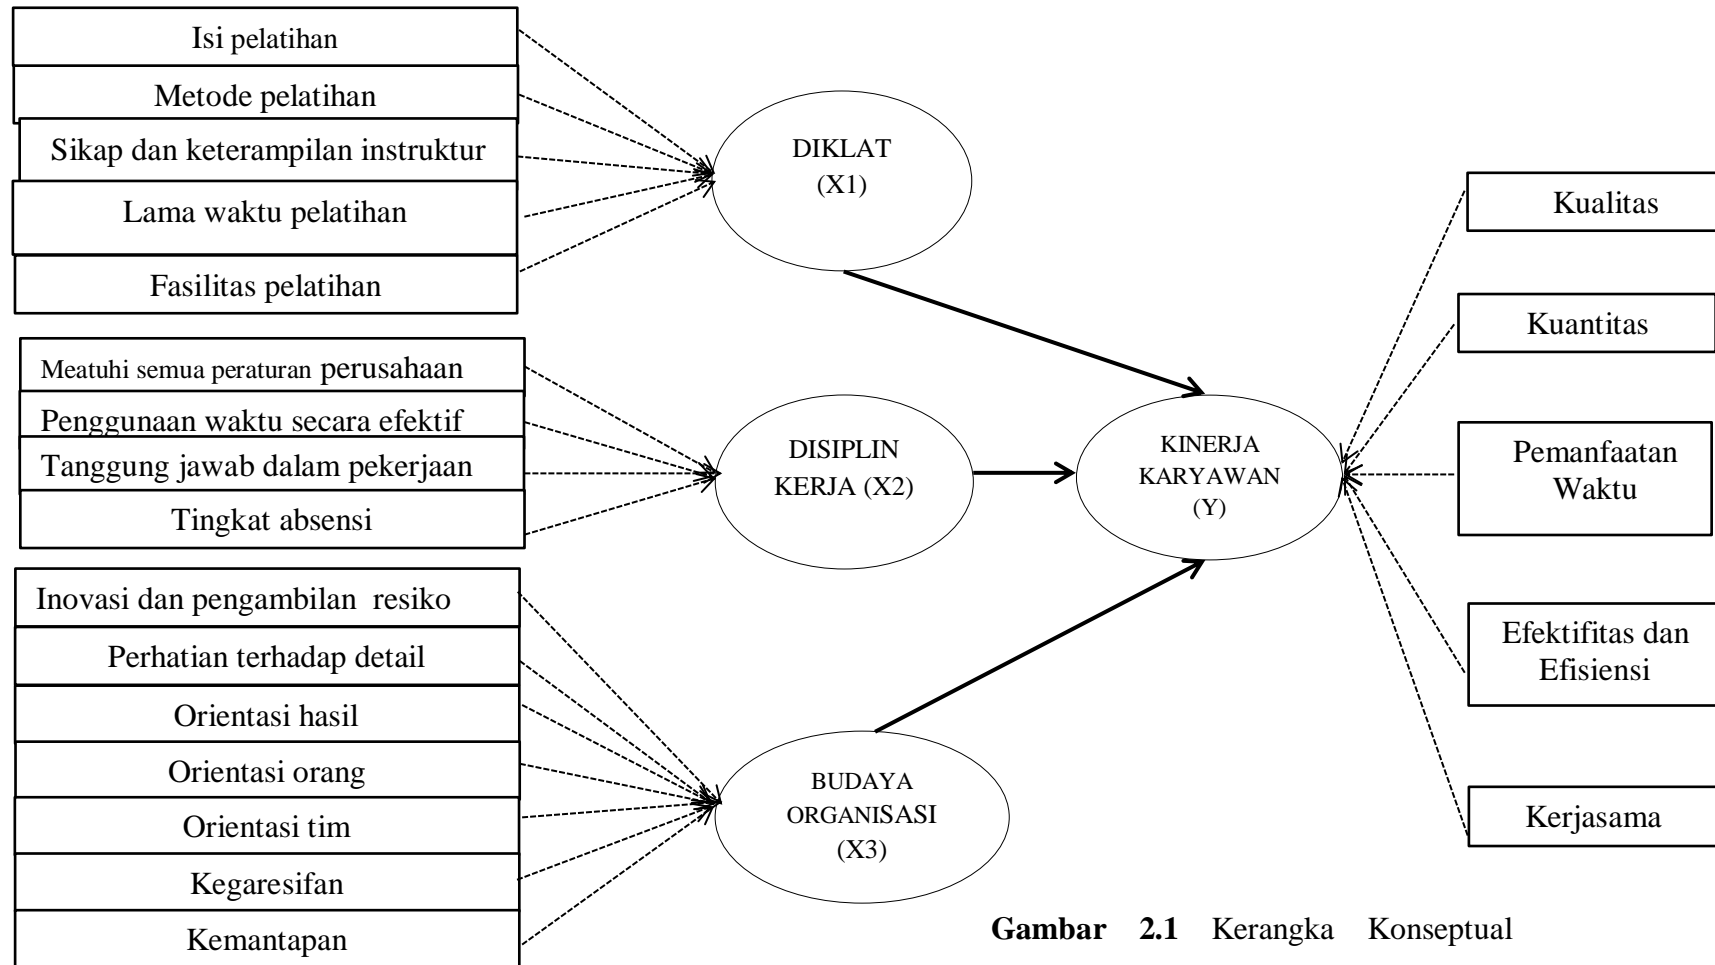 Isi pelatihan
Metode pelatihan
Sikap dan keterampilan instruktur
Lama waktu pelatihan
Fasilitas pelatihan
Meatuhi semua peraturan perusahaan
Penggunaan waktu secara efektif
Tanggung jawab dalam pekerjaan
Tingkat absensi
Inovasi dan pengambilan resiko
Perhatian terhadap detail
Orientasi hasil
Orientasi orang
Orientasi tim
Kegaresifan
Kemantapan
DIKLAT
(X1)
DISIPLIN
KERJA (X2)
BUDAYA
ORGANISASI
(X3)
KINERJA
KARYAWAN
(Y)
Kualitas
Kuantitas
Pemanfaatan
Waktu
Efektifitas dan
Efisiensi
Kerjasama
Gambar 2.1 Kerangka Konseptual